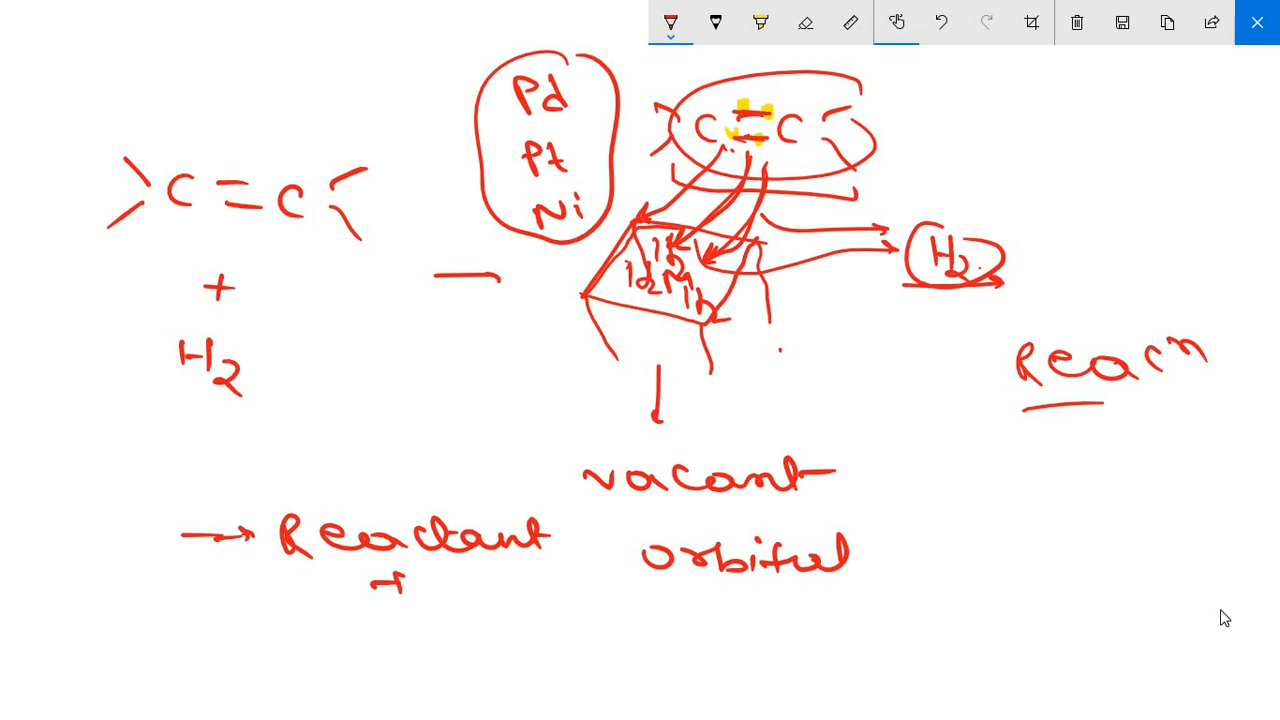 Pd
Pt
Ni
C = C
C = C
+
H2
H2
M
Reacn
vacant
orbital
→ Reactant
+